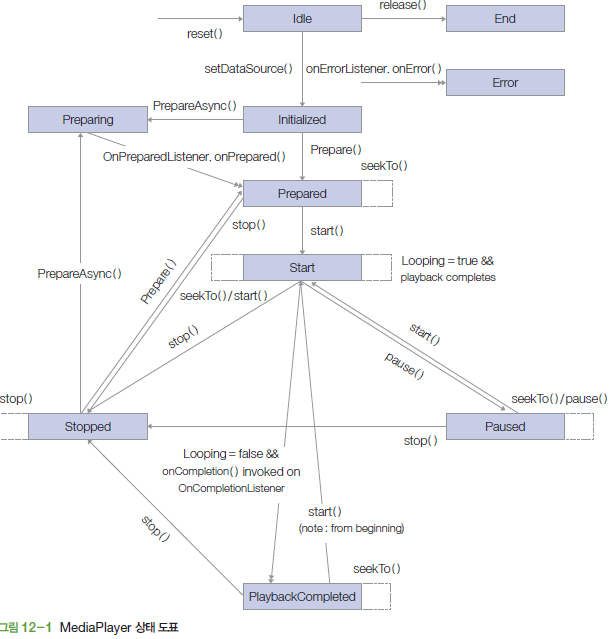 release()
Idle
End
reset()
setDataSource()
onErrorListener. onError()
Error
PrepareAsync()
Preparing
Initialized
OnPreparedListener. onPrepared()
Prepare()
seekTo()
Prepared
stop()
start()
Start
Looping = true &&
playback completes
PrepareAsync()
Prepare()
seekTo()/start()
stop()
start()
pause()
stop()
seekTo()/pause()
Stopped
Paused
stop()
Looping = false &&
onCompletion() invoked on
OnCompletionListener
start()
(note : from beginning)
stop()
seekTo()
PlaybackCompleted
그림 12-1 MediaPlayer 상태 도표